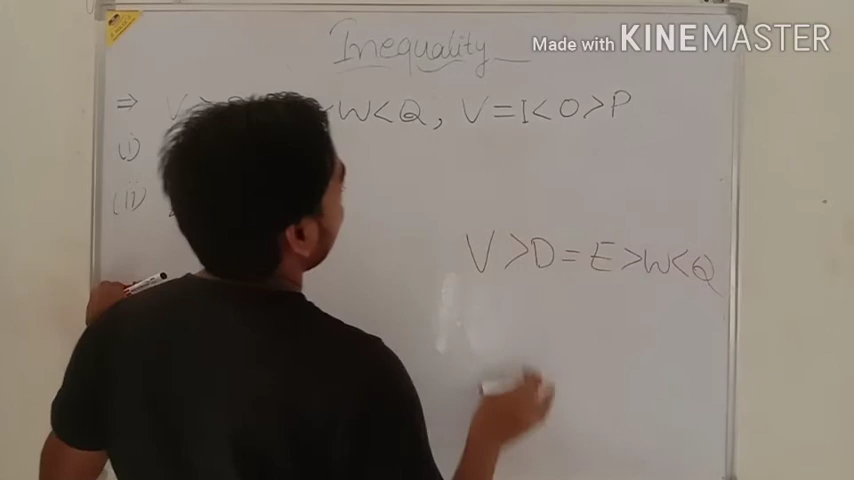 Inequality
Made with KINEMASTER
⇒ V > W < Q, V = I < O > P
(i)
(ii)
V > D = E > W < Q